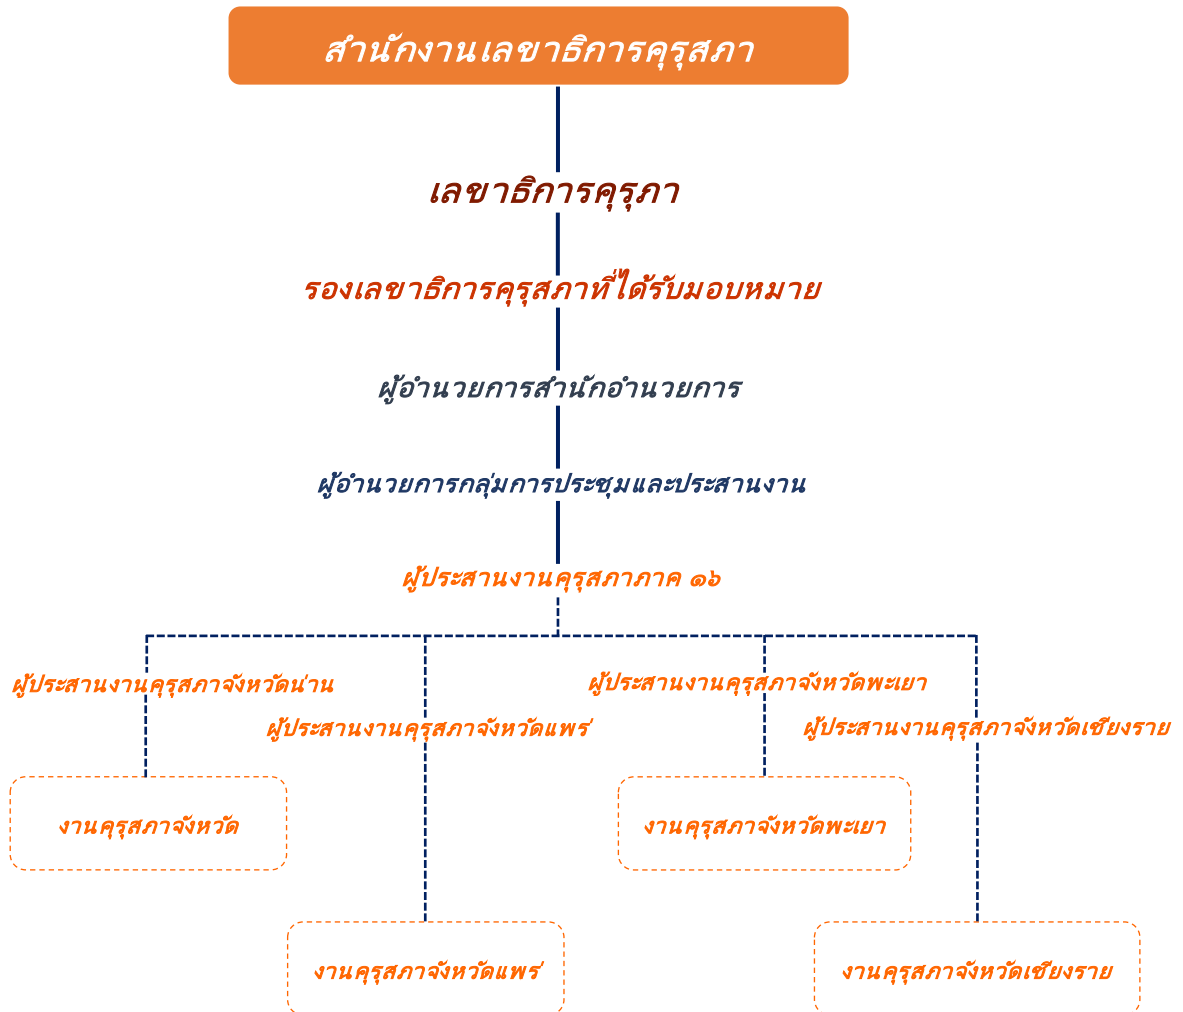 สำนักงานเลขาธิการคุรุสภา
เลขาธิการคุรุภา
รองเลขาธิการคุรุสภาที่ได้รับมอบหมาย
ผู้อำนวยการสำนักอำนวยการ
ผู้อำนวยการกลุ่มการประชุมและประสานงาน
ผู้ประสานงานคุรุสภาภาค ๑๖
ผู้ประสานงานคุรุสภาจังหวัดน่าน
ผู้ประสานงานคุรุสภาจังหวัดพะเยา
ผู้ประสานงานคุรุสภาจังหวัดแพร่
ผู้ประสานงานคุรุสภาจังหวัดเชียงราย
งานคุรุสภาจังหวัด
งานคุรุสภาจังหวัดพะเยา
งานคุรุสภาจังหวัดแพร่
งานคุรุสภาจังหวัดเชียงราย